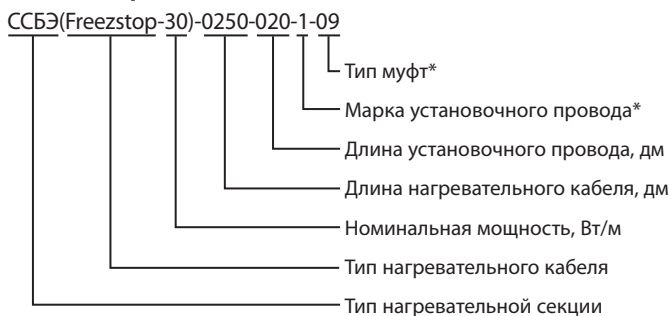 ССБЭ(Freezstop-30)-0250-020-1-09
Тип муфт*
Марка установочного провода*
Длина установочного провода, дм
Длина нагревательного кабеля, дм
Номинальная мощность, Вт/м
Тип нагревательного кабеля
Тип нагревательной секции